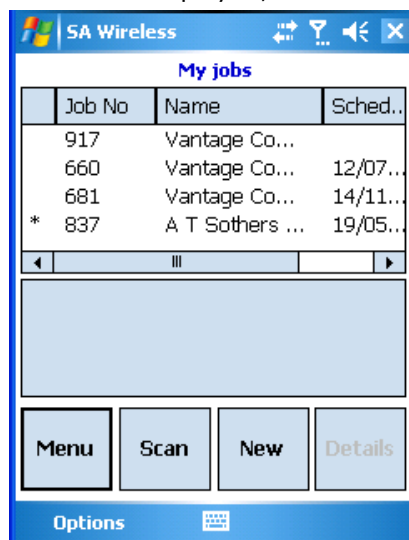 SA Wireless
My jobs
Job No Name Sched..
917 Vantage Co...
660 Vantage Co... 12/07...
681 Vantage Co... 14/11...
* 837 A T Sothers ... 19/05...
Menu Scan New Details
Options